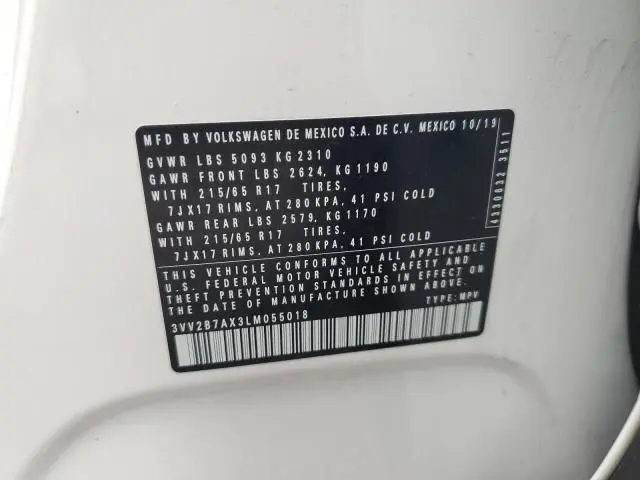 MFD BY VOLKSWAGEN DE MEXICO S.A. DE C.V. MEXICO 10/19
GVWR LBS 5093 KG 2310
GAWR FRONT LBS 2624, KG 1190
WITH 215/65 R17 TIRES,
7JX17 RIMS, AT 280 KPA, 41 PSI COLD
GAWR REAR LBS 2579, KG 1170
WITH 215/65 R17 TIRES,
7JX17 RIMS, AT 280 KPA, 41 PSI COLD
THIS VEHICLE CONFORMS TO ALL APPLICABLE
U.S. FEDERAL MOTOR VEHICLE SAFETY AND
THEFT PREVENTION STANDARDS IN EFFECT ON
THE DATE OF MANUFACTURE SHOWN ABOVE.
3VV2B7AX3LM055018 TYPE: MPV
4330632 3511